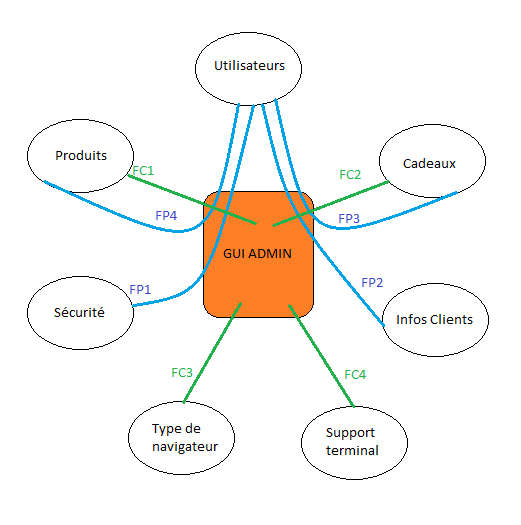 Utilisateurs
Produits
Cadeaux
FC1
FC2
FP4
FP3
GUI ADMIN
FP1
FP2
Sécurité
Infos Clients
FC3
FC4
Type de
navigateur
Support
terminal